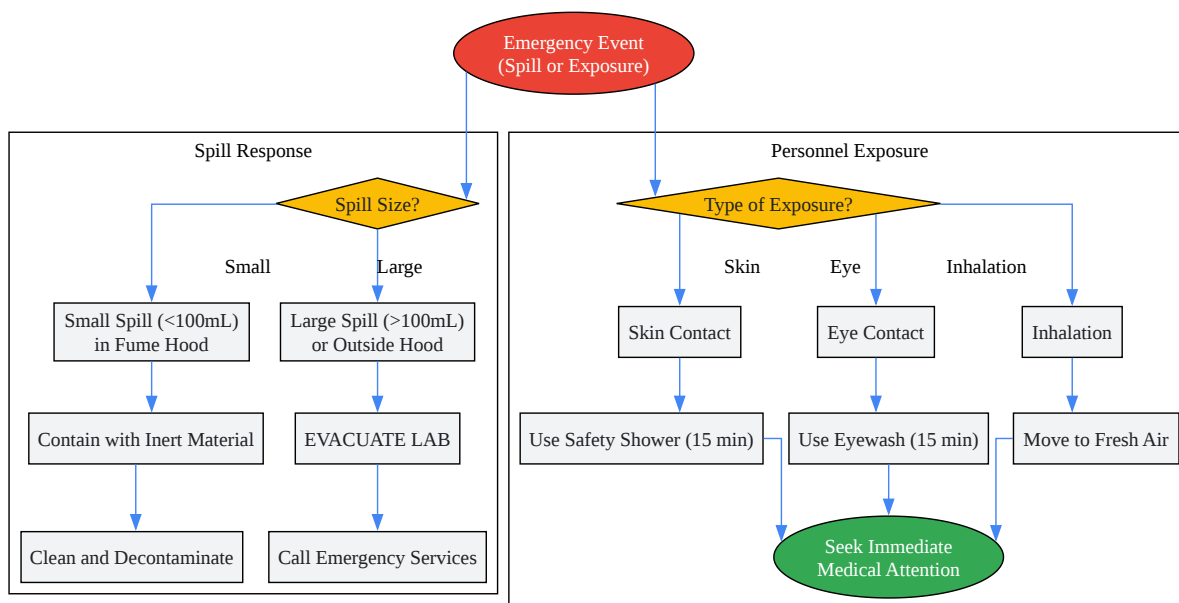 Emergency Event
(Spill or Exposure)
Spill Response
Personnel Exposure
Spill Size?
Type of Exposure?
Small
Large
Skin
Eye
Inhalation
Small Spill (<100mL)
in Fume Hood
Large Spill (>100mL)
or Outside Hood
Skin Contact
Eye Contact
Inhalation
Contain with Inert Material
EVACUATE LAB
Use Safety Shower (15 min)
Use Eyewash (15 min)
Move to Fresh Air
Clean and Decontaminate
Call Emergency Services
Seek Immediate
Medical Attention